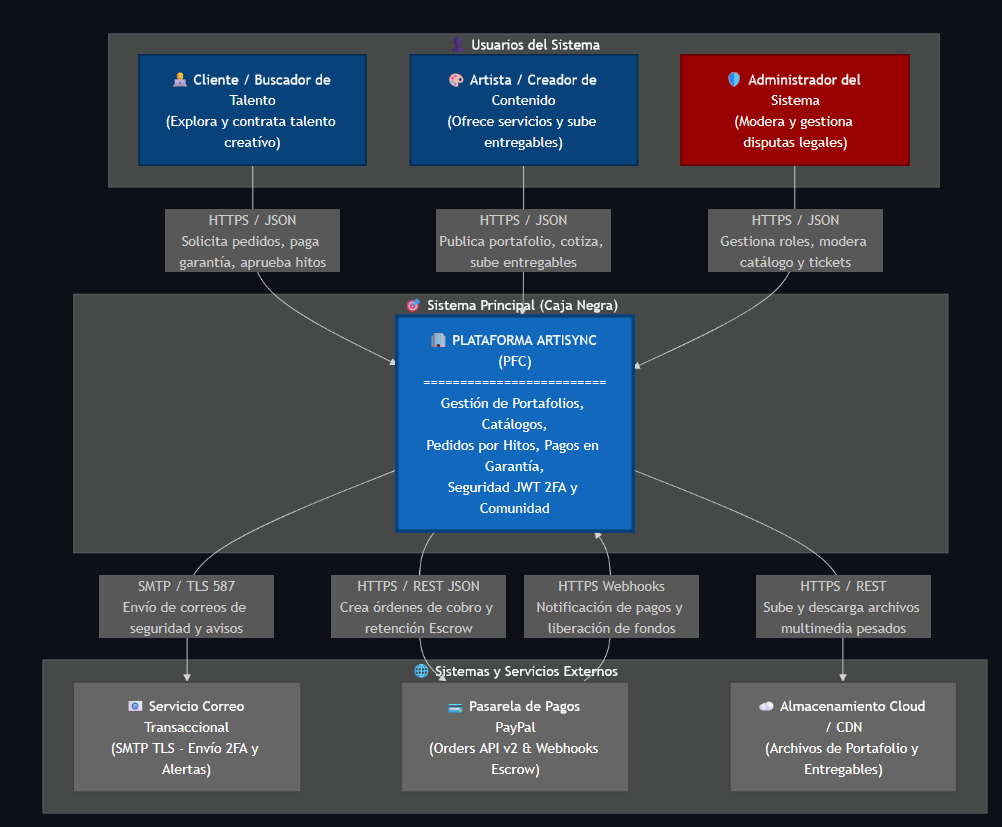 Usuarios del Sistema
Cliente / Buscador de
Talento
(Explora y contrata talento
creatívo)
Artista / Creador de
Contenido
(Ofrece servicios y sube
entregables)
Administrador del
Sistema
(Modera y gestiona
disputas legales)
HTTPS / JSON
Solicita pedidos, paga
garantía, aprueba hitos
HTTPS / JSON
Publica portafolio, cotiza,
sube entregables
HTTPS / JSON
Gestiona roles, modera
catálogo y tickets
Sistema Principal (Caja Negra)
PLATAFORMA ARTISYNC
(PFC)
=========================
Gestión de Portafolios,
Catálogos,
Pedidos por Hitos, Pagos en
Garantía,
Seguridad JWT 2FA y
Comunidad
SMTP / TLS 587
Envío de correos de
seguridad y avisos
HTTPS / REST JSON
Crea órdenes de cobro y
retención Escrow
HTTPS Webhooks
Notificación de pagos y
liberación de fondos
HTTPS / REST
Sube y descarga archivos
multimedia pesados
Sistemas y Servicios Externos
Servicio Correo
Transaccional
(SMTP TLS - Envío 2FA y
Alertas)
Pasarela de Pagos
PayPal
(Orders API v2 & Webhooks
Escrow)
Almacenamiento Cloud
/ CDN
(Archivos de Portafolio y
Entregables)